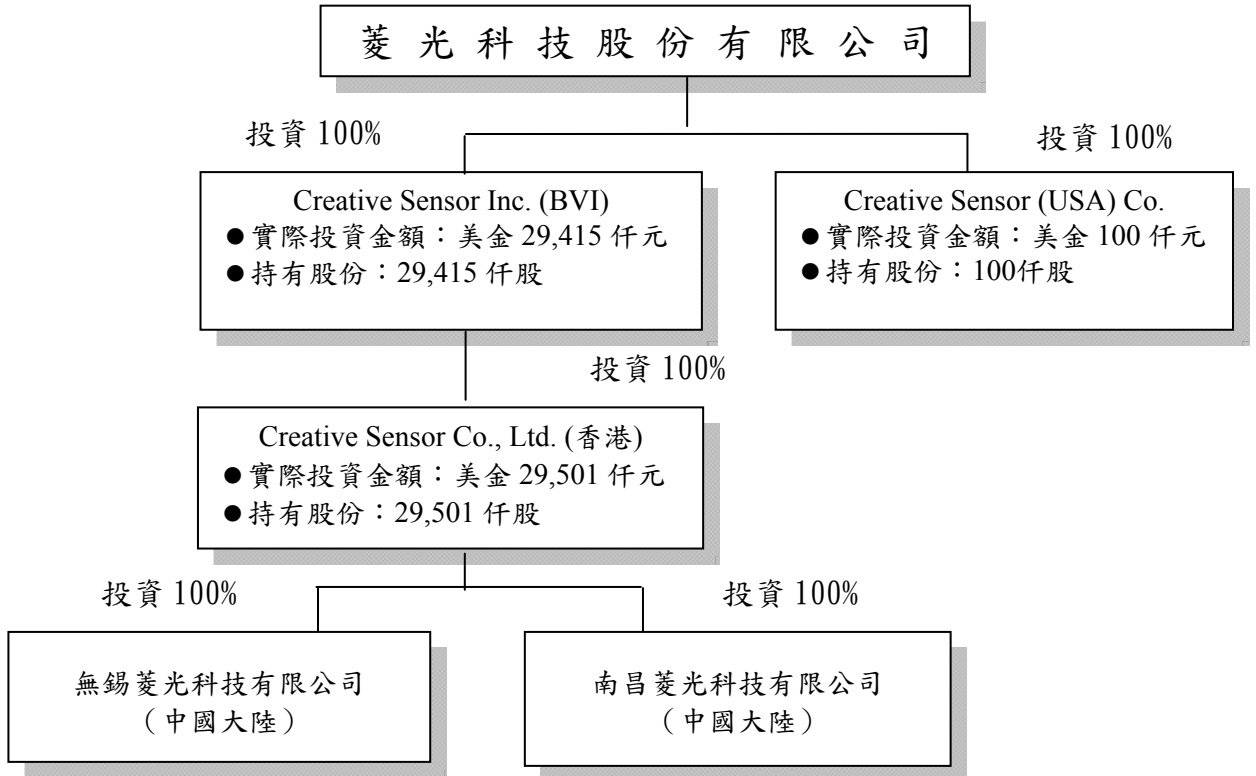 菱光科技股份有限公司
投資 100%
投資 100%
Creative Sensor Inc. (BVI)
●實際投資金額：美金 29,415 仟元
●持有股份：29,415 仟股
Creative Sensor (USA) Co.
●實際投資金額：美金 100 仟元
●持有股份：100仟股
投資 100%
Creative Sensor Co., Ltd. (香港)
●實際投資金額：美金 29,501 仟元
●持有股份：29,501 仟股
投資 100%
投資 100%
無錫菱光科技有限公司
（中國大陸）
南昌菱光科技有限公司
（中國大陸）